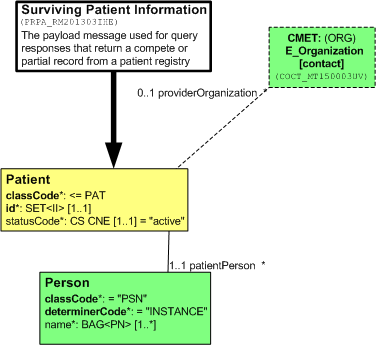 Surviving Patient Information
(PRPA_RM201303IHE)
The payload message used for query
responses that return a compete or
partial record from a patient registry
CMET: (ORG)
E_Organization
[contact]
(COCT_MT150003UV)
0..1 providerOrganization
Patient
classCode*: <= PAT
id*: SET<II> [1..1]
statusCode*: CS CNE [1..1] = "active"
1..1 patientPerson *
Person
classCode*: = "PSN"
determinerCode*: = "INSTANCE"
name*: BAG<PN> [1..*]